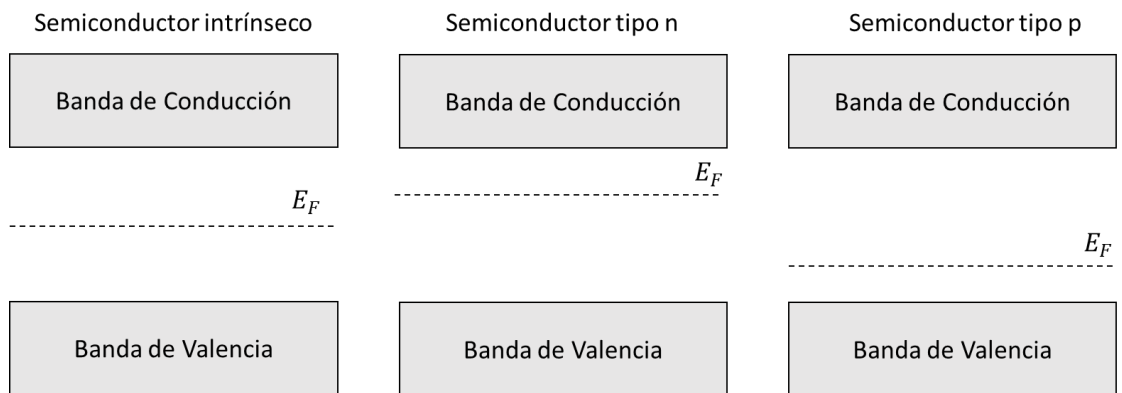 Semiconductor intrínseco
Semiconductor tipo n
Semiconductor tipo p
Banda de Conducción
Banda de Conducción
Banda de Conducción
E_F
E_F
E_F
Banda de Valencia
Banda de Valencia
Banda de Valencia